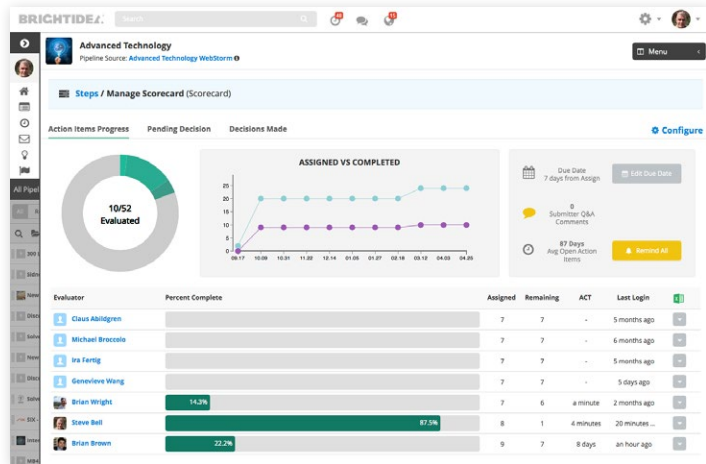 BRIGHTIDEA
Search
Advanced Technology
Pipeline Source: Advanced Technology WebStorm
Menu
Steps / Manage Scorecard (Scorecard)
Action Items Progress Pending Decision Decisions Made Configure
10/52
Evaluated
ASSIGNED VS COMPLETED
25
20
15
10
5
0
08.17 10.08 10.31 11.22 12.14 01.05 01.27 02.18 03.12 04.03 04.25
Due Date
7 days from Assign
Edit Due Date
0
Submitter Q&A
Comments
87 Days
Avg Open Action
Items
Remind All
All Pipel
All
Evaluator Percent Complete Assigned Remaining ACT Last Login
Claus Abildgren 7 7 - 5 months ago
Michael Broccolo 7 7 - 6 months ago
Ira Fertig 7 7 - 5 months ago
Genevieve Wang 7 7 - 5 days ago
Brian Wright 14.3% 7 6 a minute 2 months ago
Steve Bell 87.5% 8 1 4 minutes 20 minutes ...
Brian Brown 22.2% 9 7 8 days an hour ago